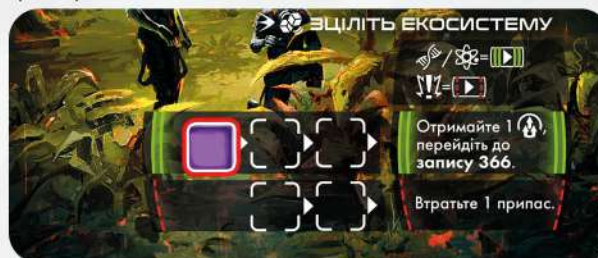 ЗЦІЛІТЬ ЕКОСИСТЕМУ
Отримайте 1 ,
перейдіть до
запису 366.
Втратьте 1 припас.